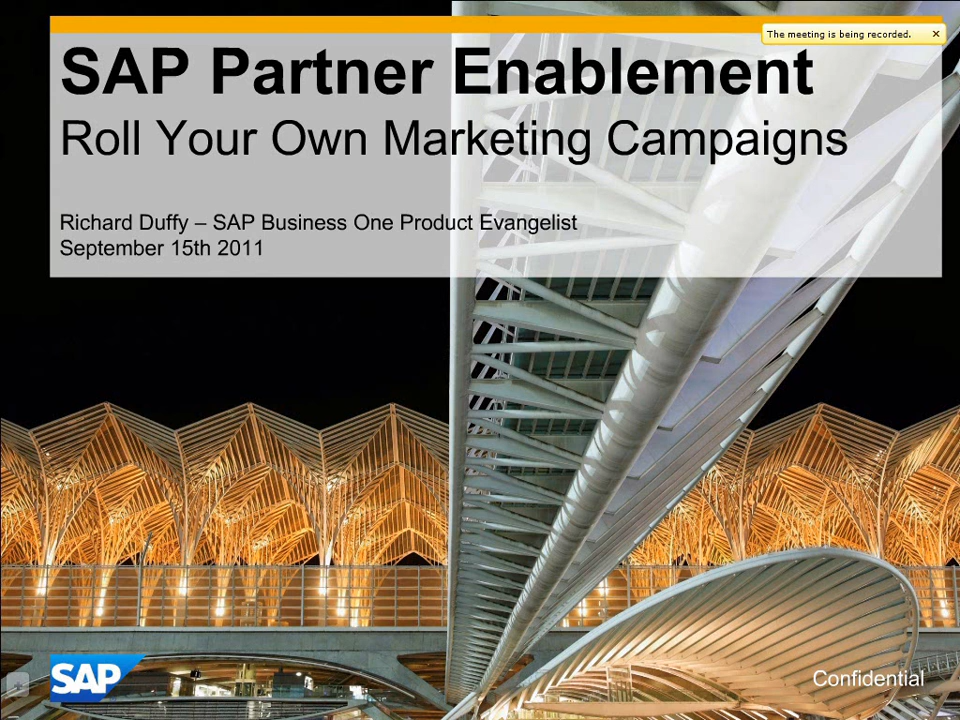 The meeting is being recorded.
SAP Partner Enablement
Roll Your Own Marketing Campaigns
Richard Duffy – SAP Business One Product Evangelist
September 15th 2011
SAP
Confidential